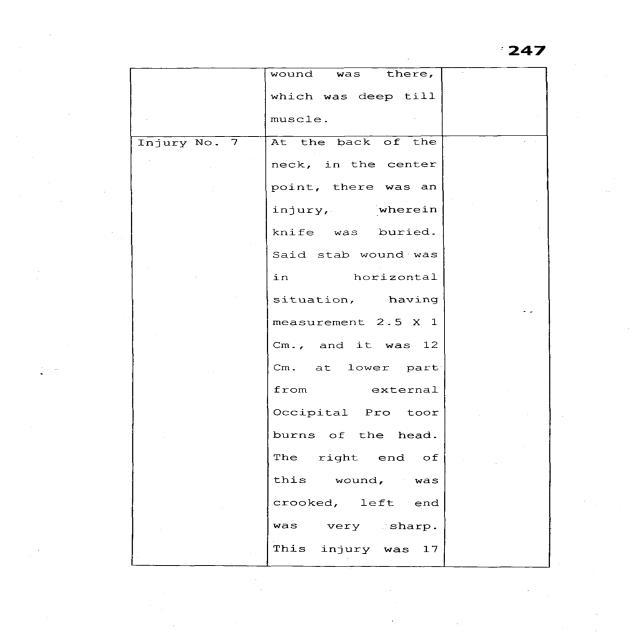 247
wound was there,
which was deep till
muscle.
Injury No. 7 At the back of the
neck, in the center
point, there was an
injury, wherein
knife was buried.
Said stab wound was
in horizontal
situation, having
measurement 2.5 X 1
Cm., and it was 12
Cm. at lower part
from external
Occipital Pro toor
burns of the head.
The right end of
this wound, was
crooked, left end
was very sharp.
This injury was 17